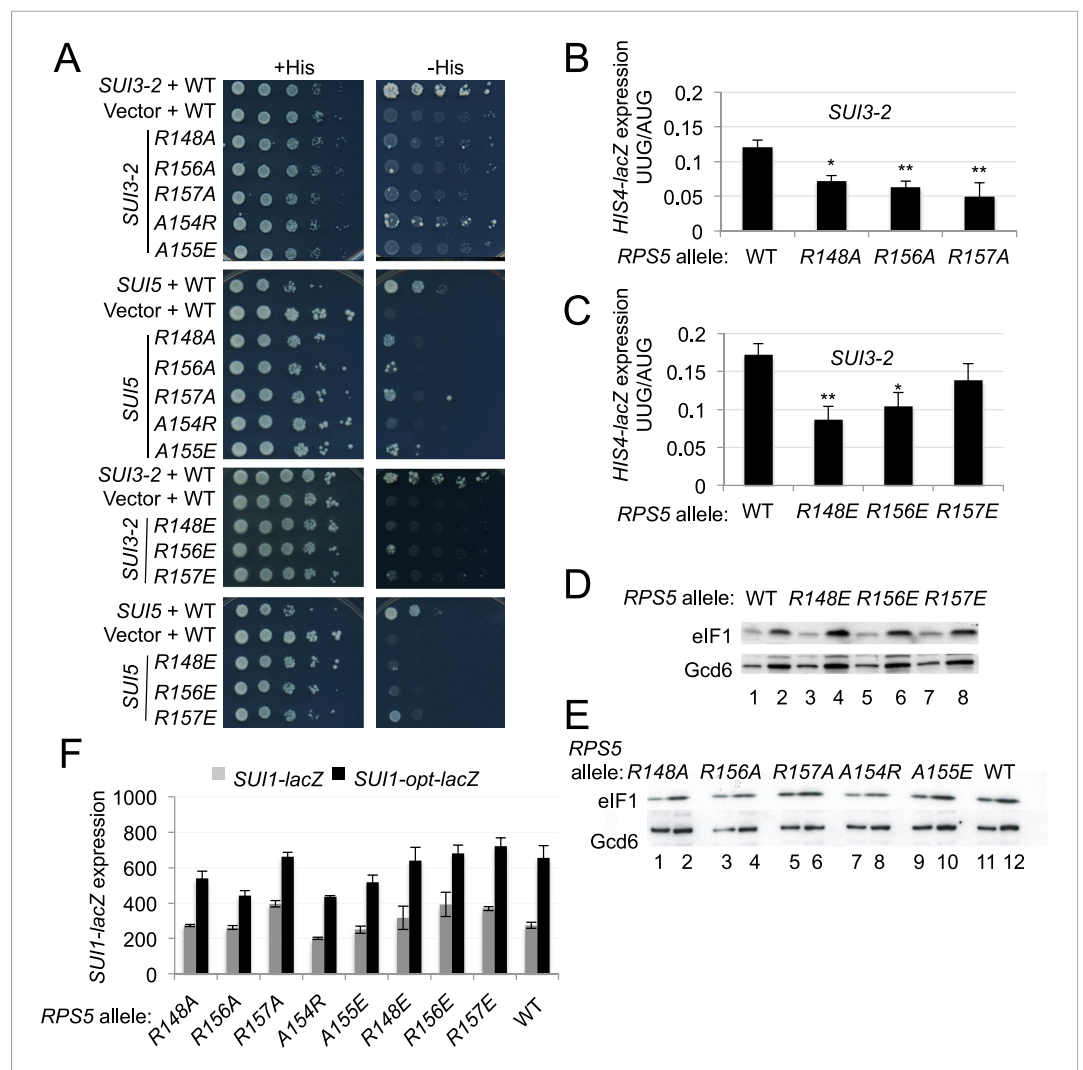 A
+His
-His
SUI3-2 + WT
Vector + WT
R148A
R156A
R157A
A154R
A155E
SUI3-2
SUI5 + WT
Vector + WT
R148A
R156A
R157A
A154R
A155E
SUI5
SUI3-2 + WT
Vector + WT
R148E
R156E
R157E
SUI3-2
SUI5 + WT
Vector + WT
R148E
R156E
R157E
SUI5
B
HIS4-lacZ expression
UUG/AUG
0.2
0.15
0.1
0.05
0
SUI3-2
*
**
**
RPS5 allele: WT R148A R156A R157A
C
HIS4-lacZ expression
UUG/AUG
0.2
0.15
0.1
0.05
0
SUI3-2
**
*
RPS5 allele: WT R148E R156E R157E
D
RPS5 allele: WT R148E R156E R157E
eIF1
Gcd6
1 2 3 4 5 6 7 8
E
RPS5
allele: R148A R156A R157A A154R A155E WT
eIF1
Gcd6
1 2 3 4 5 6 7 8 9 10 11 12
F
SUI1-lacZ SUI1-opt-lacZ
SUI1-lacZ expression
1000
800
600
400
200
0
RPS5 allele: R148A R156A R157A A154R A155E R148E R156E R157E WT